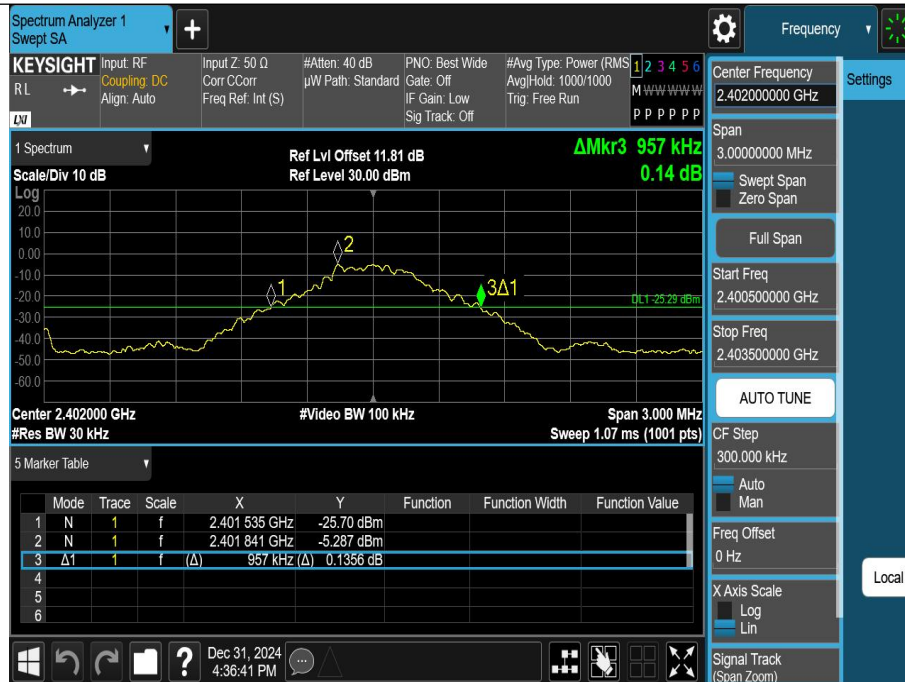 Spectrum Analyzer 1
Swept SA
+
Frequency
KEYSIGHT
RL
LXI
Input: RF
Coupling: DC
Align: Auto
Input Z: 50 Ω
Corr CCorr
Freq Ref: Int (S)
#Atten: 40 dB
µW Path: Standard
PNO: Best Wide
Gate: Off
IF Gain: Low
Sig Track: Off
#Avg Type: Power (RMS
Avg|Hold: 1000/1000
Trig: Free Run
1 2 3 4 5 6
M W W W W W
P P P P P P
1 Spectrum
Scale/Div 10 dB
Ref Lvl Offset 11.81 dB
Ref Level 30.00 dBm
ΔMkr3 957 kHz
0.14 dB
Log
20.0
10.0
0.00
-10.0
-20.0
-30.0
-40.0
-50.0
-60.0
1
2
3Δ1
DL1 -25.29 dBm
Center 2.402000 GHz
#Video BW 100 kHz
Span 3.000 MHz
#Res BW 30 kHz
Sweep 1.07 ms (1001 pts)
5 Marker Table
Mode Trace Scale X Y Function Function Width Function Value
1 N 1 f 2.401 535 GHz -25.70 dBm
2 N 1 f 2.401 841 GHz -5.287 dBm
3 Δ1 1 f (Δ) 957 kHz (Δ) 0.1356 dB
4
5
6
?
Dec 31, 2024
4:36:41 PM
Center Frequency
2.402000000 GHz
Span
3.00000000 MHz
Swept Span
Zero Span
Full Span
Start Freq
2.400500000 GHz
Stop Freq
2.403500000 GHz
AUTO TUNE
CF Step
300.000 kHz
Auto
Man
Freq Offset
0 Hz
X Axis Scale
Log
Lin
Signal Track
(Span Zoom)
Settings
Local